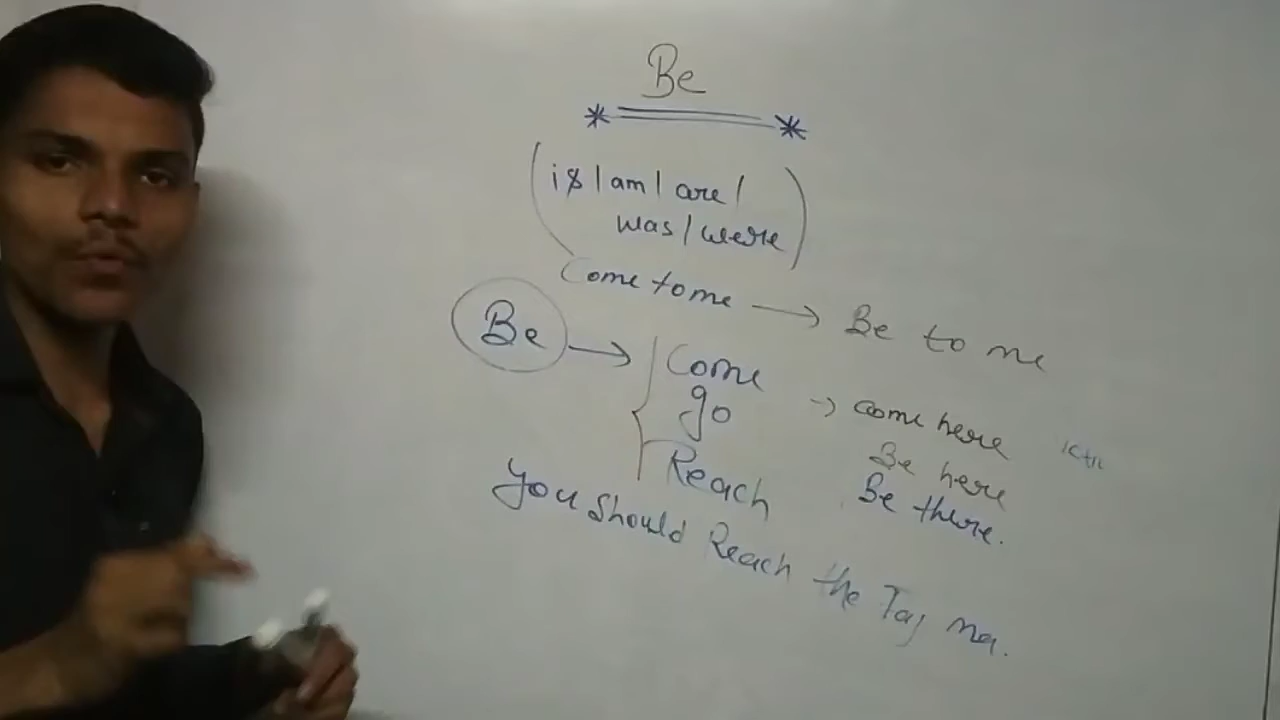 Be
is / am / are /
was / were
Come to me → Be to me
Be → Come
go → Come here
Be here
Reach Be there.
You should Reach the Taj Ma.